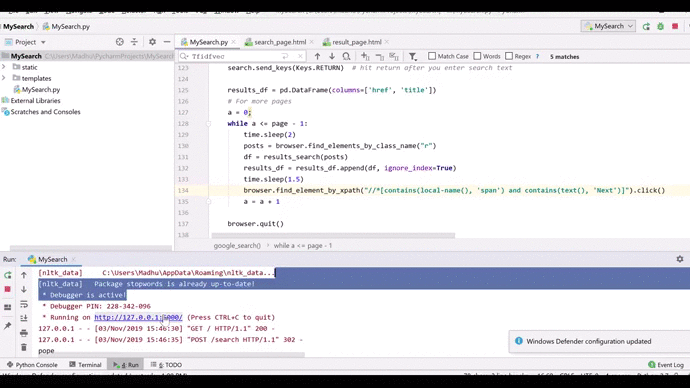 MySearch
MySearch.py
MySearch
Project
MySearch.py
search_page.html
result_page.html
MySearch C:\Users\Madhu\PycharmProjects\MySearch
static
templates
MySearch.py
External Libraries
Scratches and Consoles
Tfidfvec
Match Case
Words
Regex
?
5 matches
123 search.send_keys(Keys.RETURN) # hit return after you enter search text
124
125 results_df = pd.DataFrame(columns=['href', 'title'])
126 # For more pages
127 a = 0;
128 while a <= page - 1:
129 time.sleep(2)
130 posts = browser.find_elements_by_class_name("r")
131 df = results_search(posts)
132 results_df = results_df.append(df, ignore_index=True)
133 time.sleep(1.5)
134 browser.find_element_by_xpath("//*[contains(local-name(), 'span') and contains(text(), 'Next')]").click()
135 a = a + 1
136
137 browser.quit()
138
google_search() › while a <= page - 1
Run: MySearch
[nltk_data] C:\Users\Madhu\AppData\Roaming\nltk_data...
[nltk_data] Package stopwords is already up-to-date!
* Debugger is active!
* Debugger PIN: 228-342-096
* Running on http://127.0.0.1:5000/ (Press CTRL+C to quit)
127.0.0.1 - - [03/Nov/2019 15:46:30] "GET / HTTP/1.1" 200 -
127.0.0.1 - - [03/Nov/2019 15:46:35] "POST /search HTTP/1.1" 302 -
pope
Windows Defender configuration updated
Python Console
Terminal
4: Run
6: TODO
Event Log